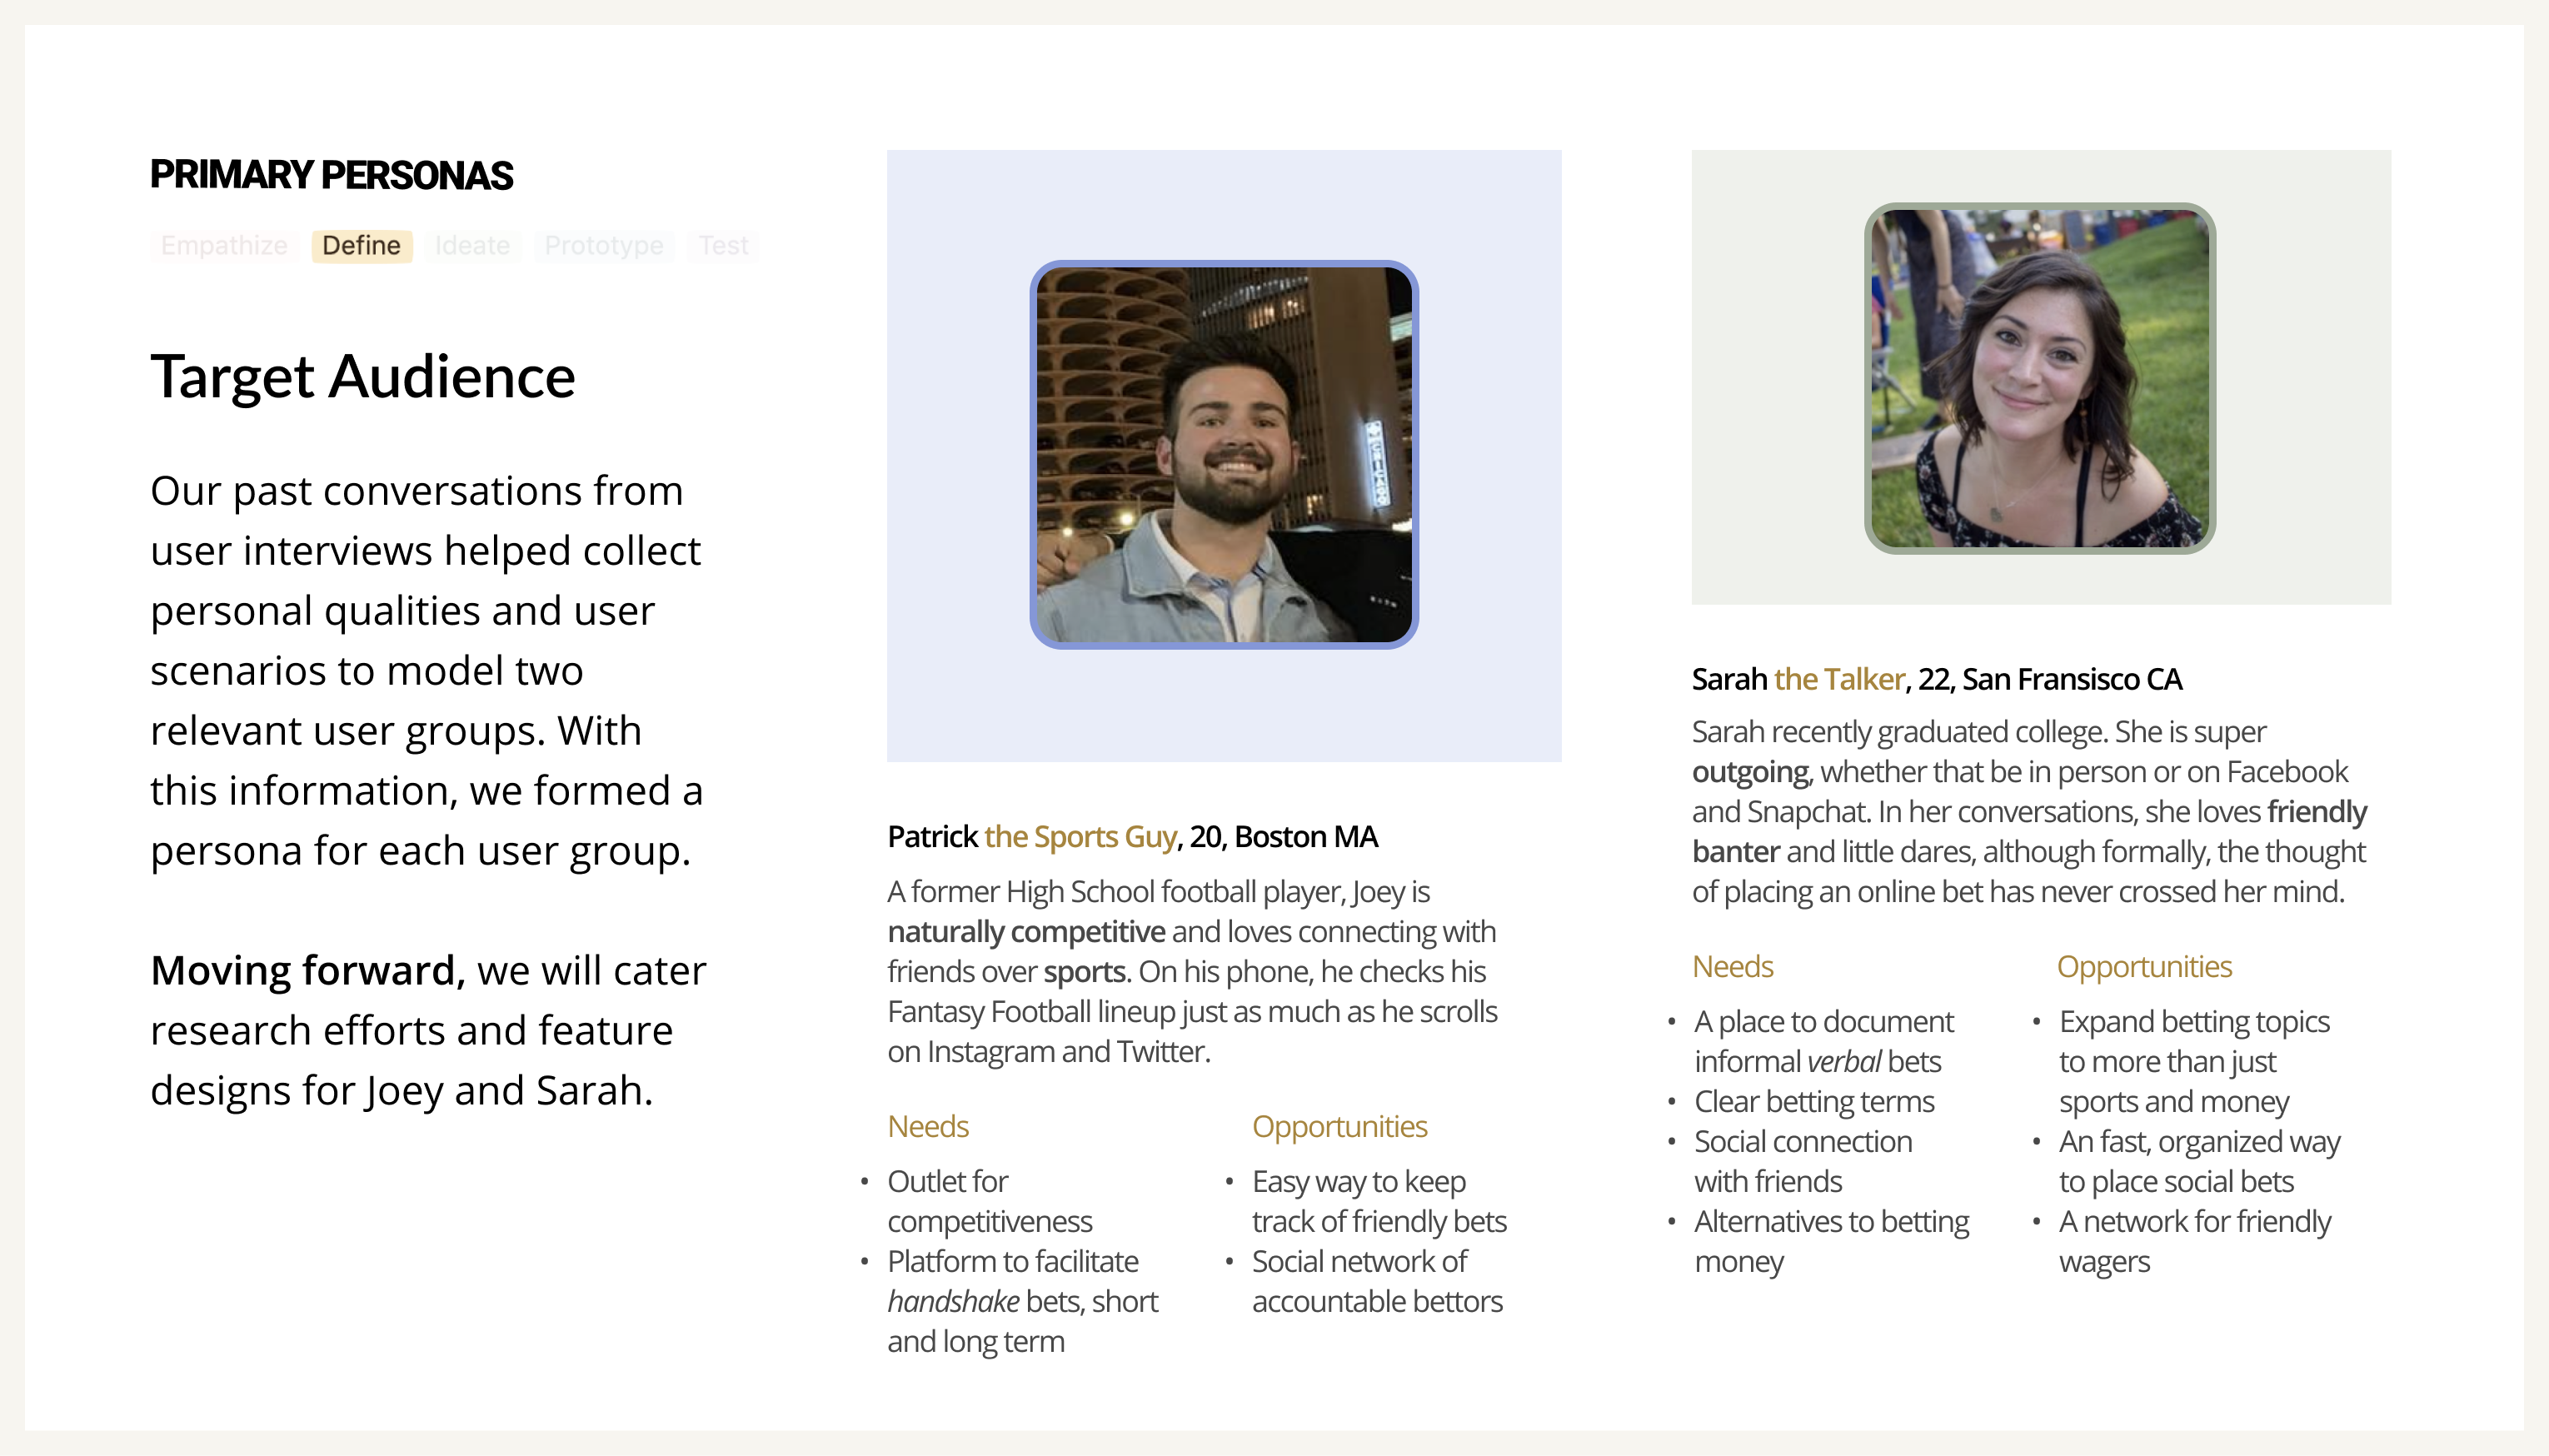 PRIMARY PERSONAS
Empathize Define Ideate Prototype Test
Target Audience
Our past conversations from
user interviews helped collect
personal qualities and user
scenarios to model two
relevant user groups. With
this information, we formed a
persona for each user group.
Moving forward, we will cater
research efforts and feature
designs for Joey and Sarah.
Patrick the Sports Guy, 20, Boston MA
A former High School football player, Joey is
naturally competitive and loves connecting with
friends over sports. On his phone, he checks his
Fantasy Football lineup just as much as he scrolls
on Instagram and Twitter.
Needs
• Outlet for
competitiveness
• Platform to facilitate
handshake bets, short
and long term
Opportunities
• Easy way to keep
track of friendly bets
• Social network of
accountable bettors
Sarah the Talker, 22, San Fransisco CA
Sarah recently graduated college. She is super
outgoing, whether that be in person or on Facebook
and Snapchat. In her conversations, she loves friendly
banter and little dares, although formally, the thought
of placing an online bet has never crossed her mind.
Needs
• A place to document
informal verbal bets
• Clear betting terms
• Social connection
with friends
• Alternatives to betting
money
Opportunities
• Expand betting topics
to more than just
sports and money
• An fast, organized way
to place social bets
• A network for friendly
wagers